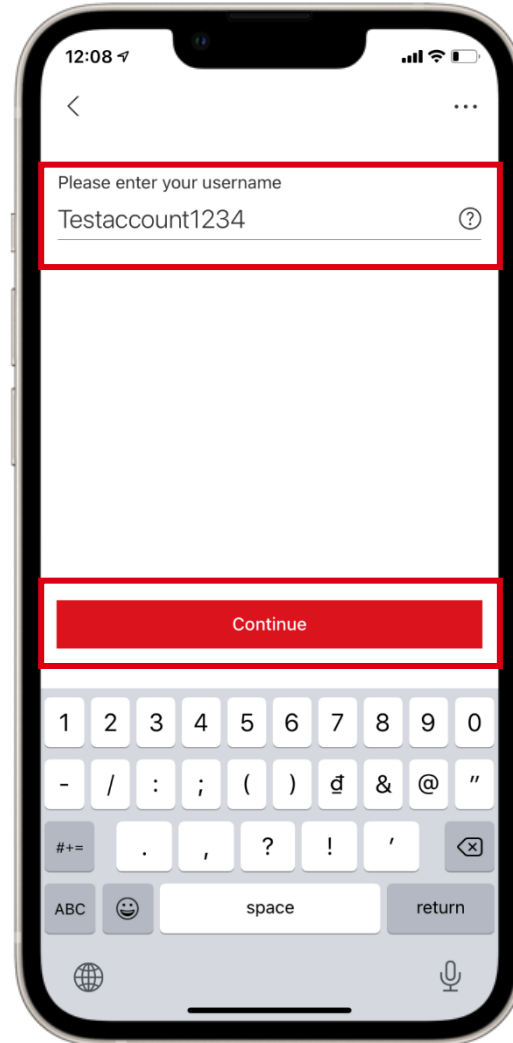 12:08
Please enter your username
Testaccount1234
?
Continue
1 2 3 4 5 6 7 8 9 0
- / : ; ( ) ₫ & @ "
#+= . , ? ! '
ABC space return